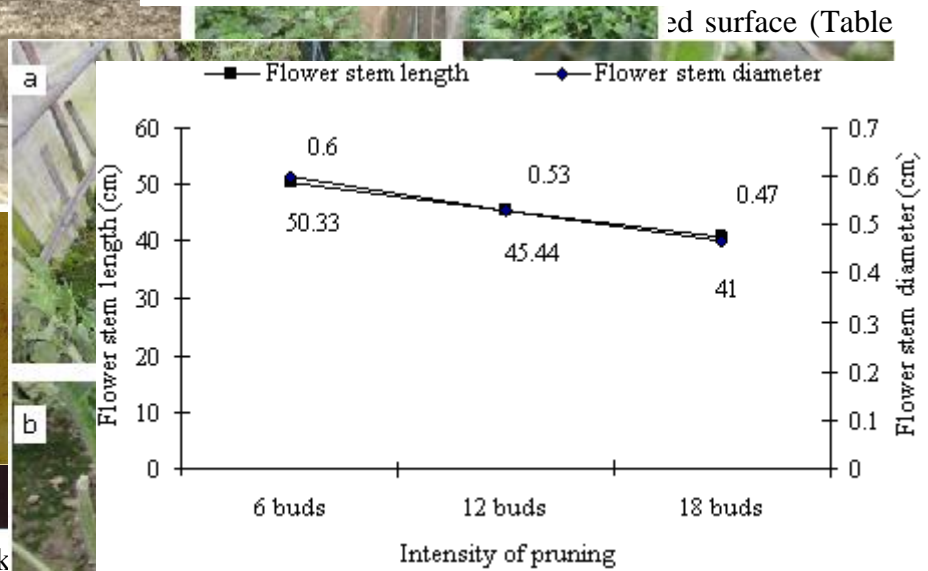 ed surface (Table
a
Flower stem length Flower stem diameter
60
50
40
30
20
10
0
Flower stem length (cm)
0.7
0.6
0.5
0.4
0.3
0.2
0.1
0
Flower stem diameter (cm)
0.6
0.53
0.47
50.33
45.44
41
b
6 buds 12 buds 18 buds
Intensity of pruning
k